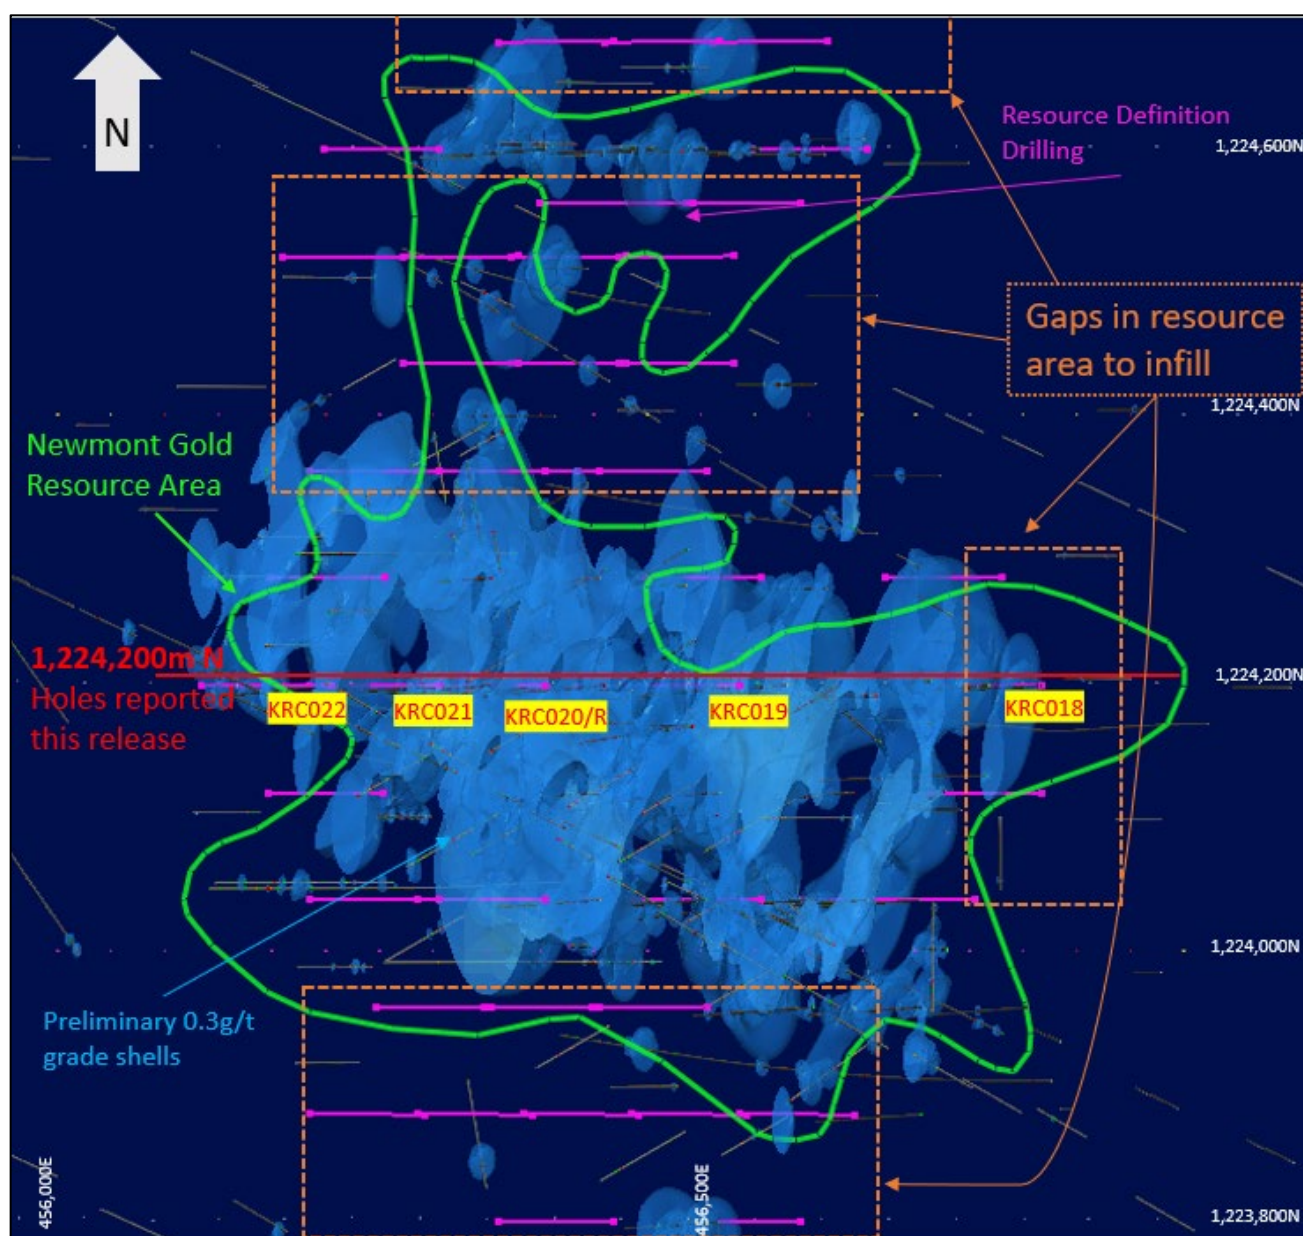 N
Resource Definition
Drilling
1,224,600N
Gaps in resource
area to infill
1,224,400N
Newmont Gold
Resource Area
1,224,200m N
Holes reported
this release
1,224,200N
KRC022
KRC021
KRC020/R
KRC019
KRC018
1,224,000N
Preliminary 0.3g/t
grade shells
456,000E
456,500E
1,223,800N